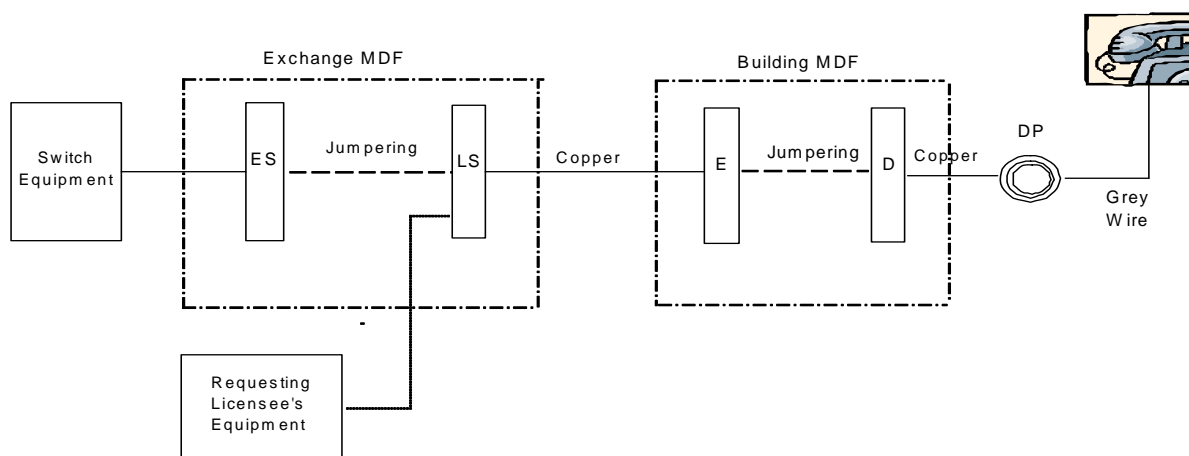 Exchange MDF
Building MDF
Switch
Equipment
ES
Jumpering
LS
Copper
E
Jumpering
D
Copper
DP
Grey
Wire
Requesting
Licensee's
Equipment